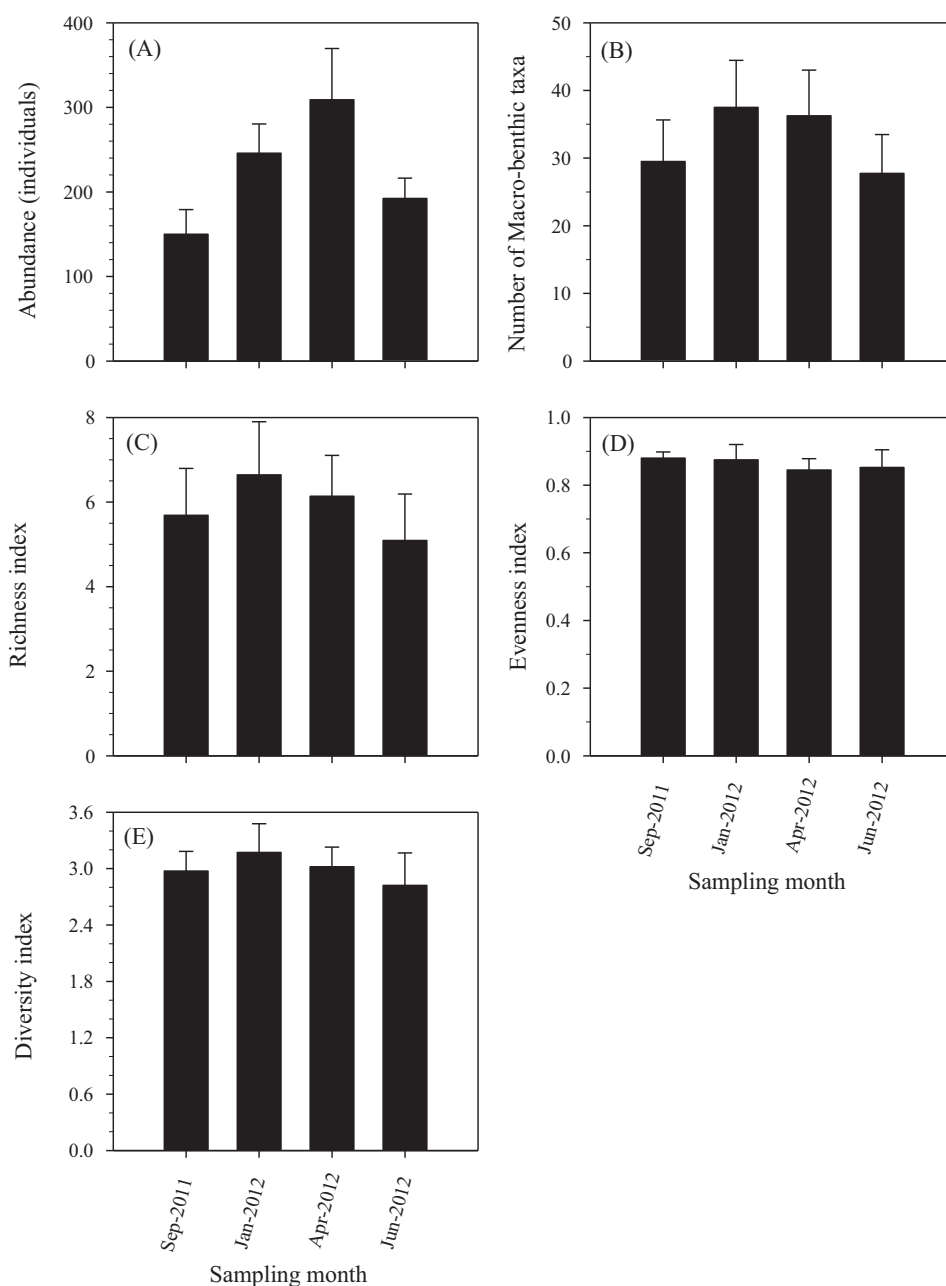 (A)
Abundance (individuals)
400
300
200
100
0
(B)
Number of Macro-benthic taxa
50
40
30
20
10
0
(C)
Richness index
8
6
4
2
0
(D)
Evenness index
1.0
0.8
0.6
0.4
0.2
0.0
Sep-2011
Jan-2012
Apr-2012
Jun-2012
Sampling month
(E)
Diversity index
3.6
3.0
2.4
1.8
1.2
0.6
0.0
Sep-2011
Jan-2012
Apr-2012
Jun-2012
Sampling month